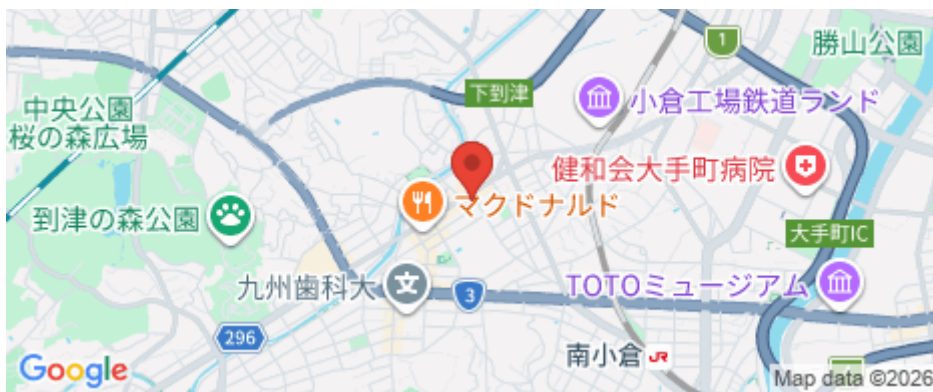 1
勝山公園
下到津
小倉工場鉄道ランド
中央公園
桜の森広場
健和会大手町病院
マクドナルド
到津の森公園
大手町IC
九州歯科大
文
3
TOTOミュージアム
296
南小倉 JR
Google
Map data ©2026